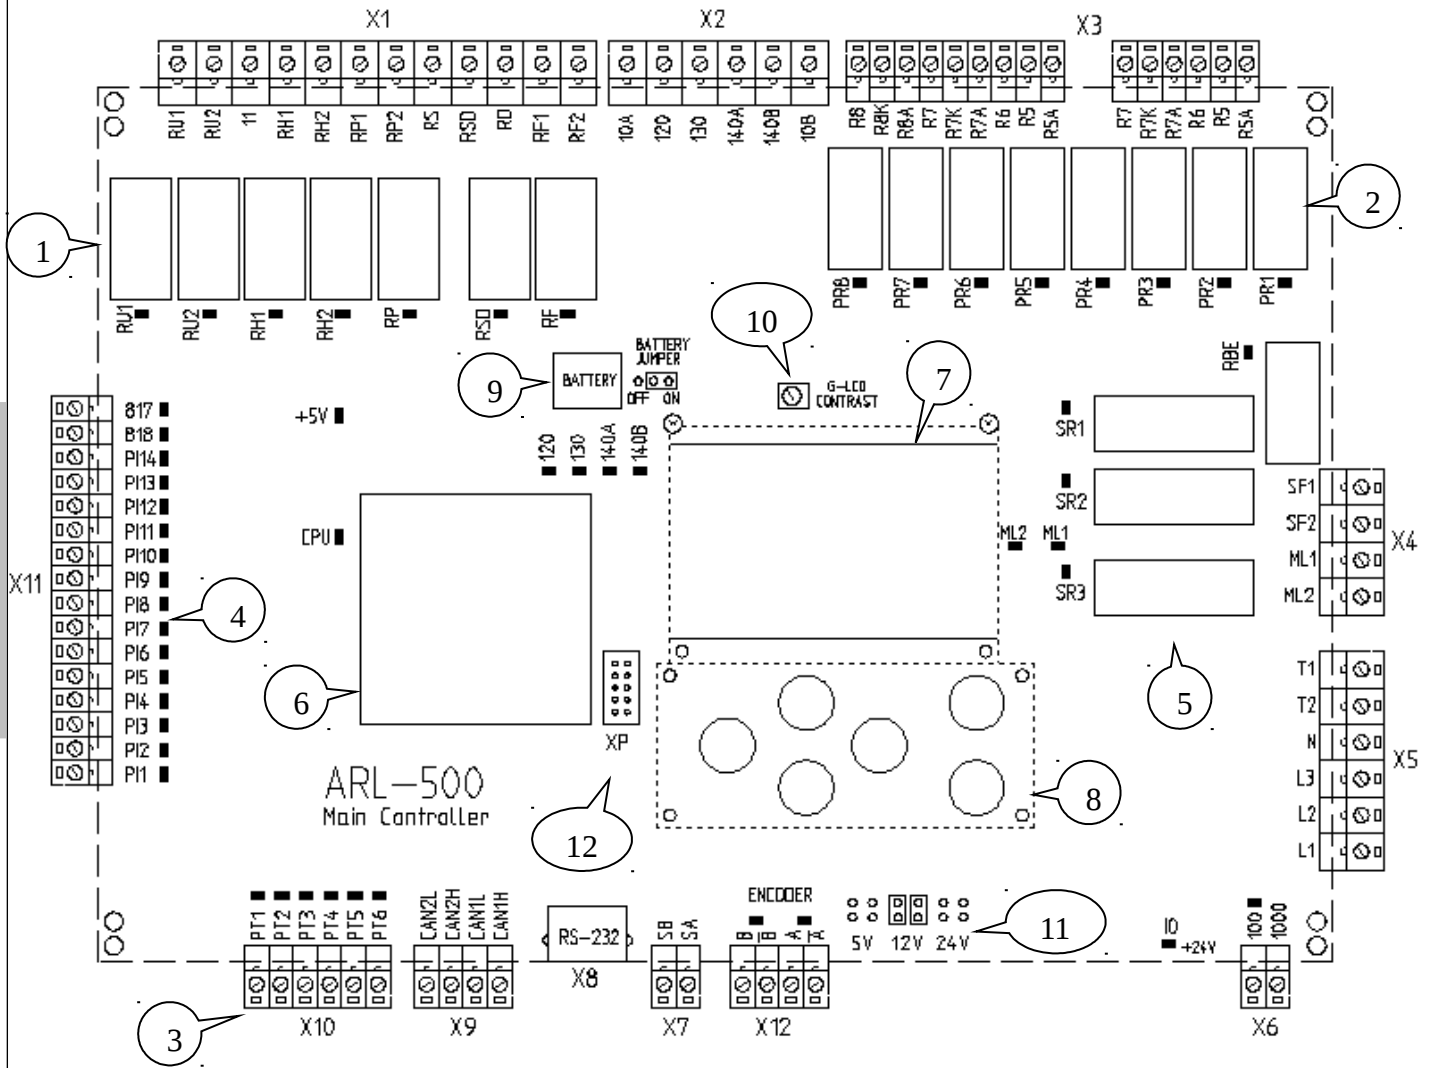 X1
X2
X3
RU1 RU2 11 RH1 RH2 RP1 RP2 RS RSD RD RF1 RF2
10A 120 130 140A 140B 10B
R8 R8K R8A R7 R7K R7A R6 R5 R5A
R7 R7K R7A R6 R5 R5A
1
2
RU1 RU2 RH1 RH2 RP RSD RF
PR8 PR7 PR6 PR5 PR4 PR3 PR2 PR1
10
9
BATTERY
BATTERY
JUMPER
OFF ON
G-LCD
CONTRAST
7
RBE
817
B18
PI14
PI13
PI12
PI11
PI10
PI9
PI8
PI7
PI6
PI5
PI4
PI3
PI2
PI1
X11
+5V
CPU
120 130 140A 140B
SR1
SR2
SR3
ML2 ML1
SF1
SF2
ML1
ML2
X4
4
6
5
XP
T1
T2
N
L3
L2
L1
X5
ARL-500
Main Controller
8
12
PT1 PT2 PT3 PT4 PT5 PT6
CAN2L CAN2H CAN1L CAN1H
RS-232
SB SA
ENCODER
B B A A
5V 12V 24V
11
10
+24V
100 1000
3
X10
X9
X8
X7
X12
X6